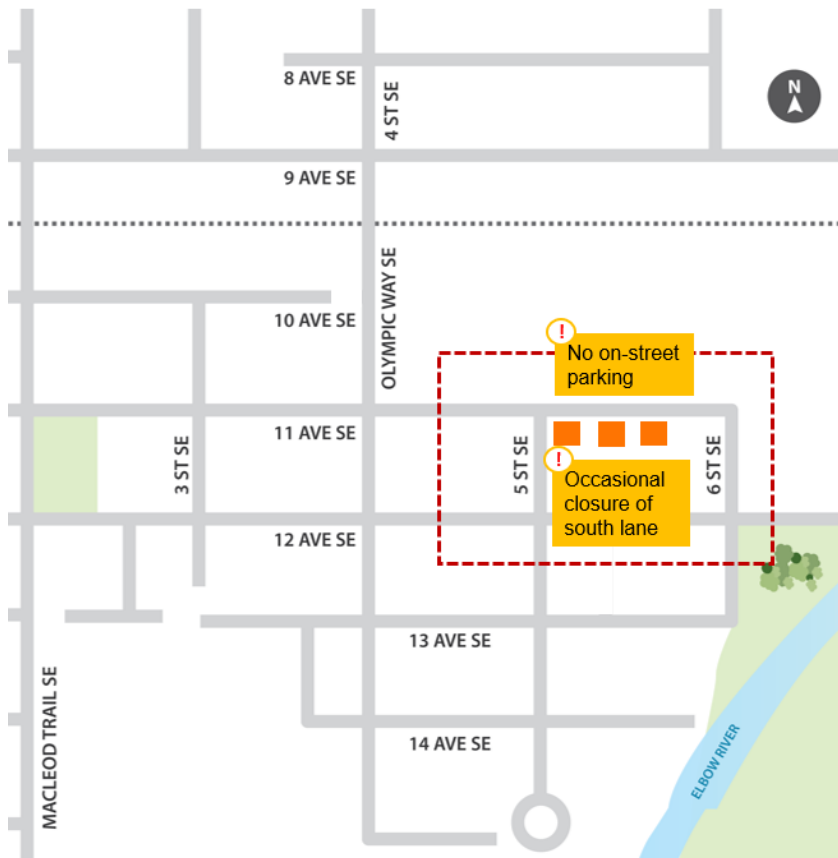 8 AVE SE
4 ST SE
N
9 AVE SE
OLYMPIC WAY SE
10 AVE SE
!
No on-street
parking
11 AVE SE
3 ST SE
5 ST SE
6 ST SE
!
Occasional
closure of
south lane
12 AVE SE
13 AVE SE
MACLEOD TRAIL SE
14 AVE SE
ELBOW RIVER